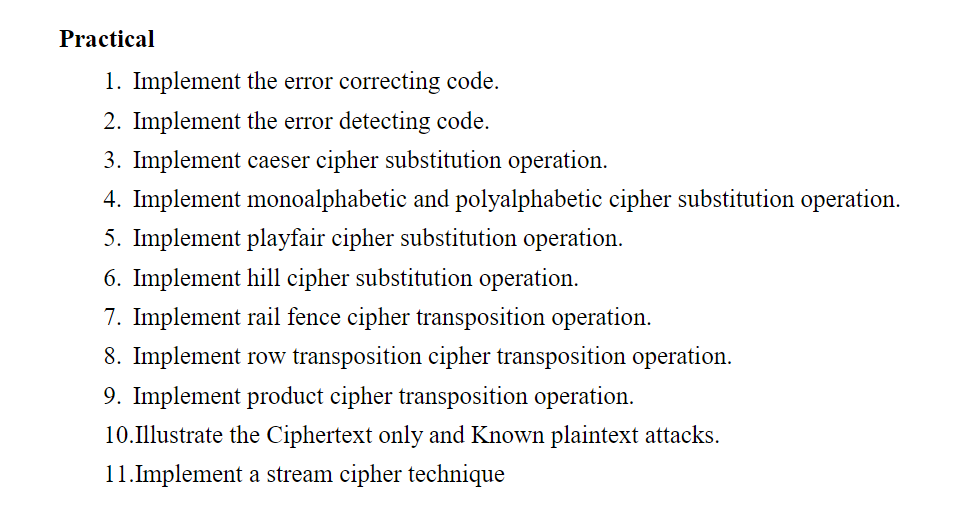 Practical
1. Implement the error correcting code.
2. Implement the error detecting code.
3. Implement caeser cipher substitution operation.
4. Implement monoalphabetic and polyalphabetic cipher substitution operation.
5. Implement playfair cipher substitution operation.
6. Implement hill cipher substitution operation.
7. Implement rail fence cipher transposition operation.
8. Implement row transposition cipher transposition operation.
9. Implement product cipher transposition operation.
10.Illustrate the Ciphertext only and Known plaintext attacks.
11.Implement a stream cipher technique